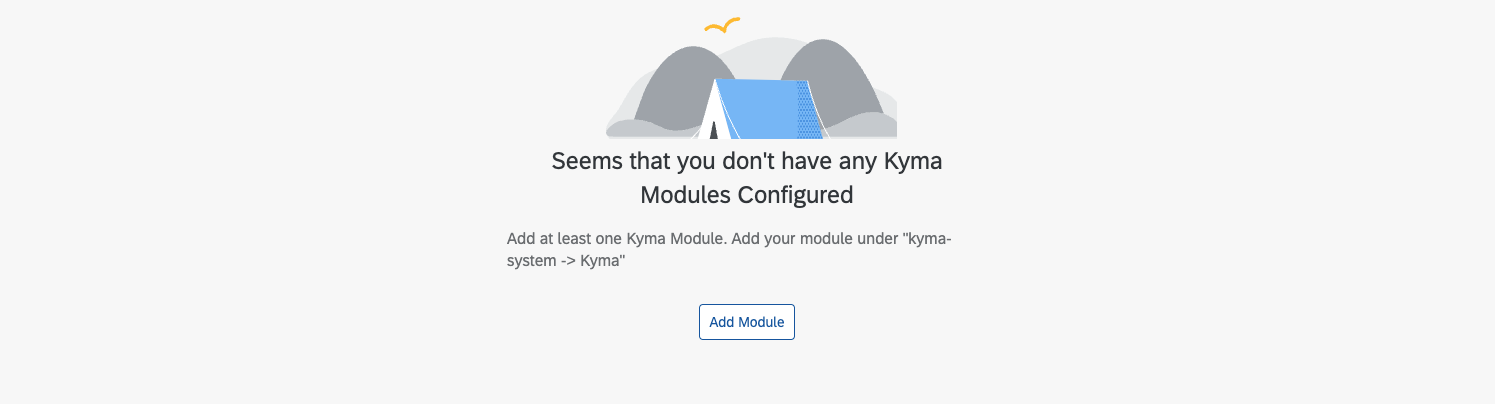 Seems that you don't have any Kyma
Modules Configured
Add at least one Kyma Module. Add your module under "kyma-
system -> Kyma"
Add Module